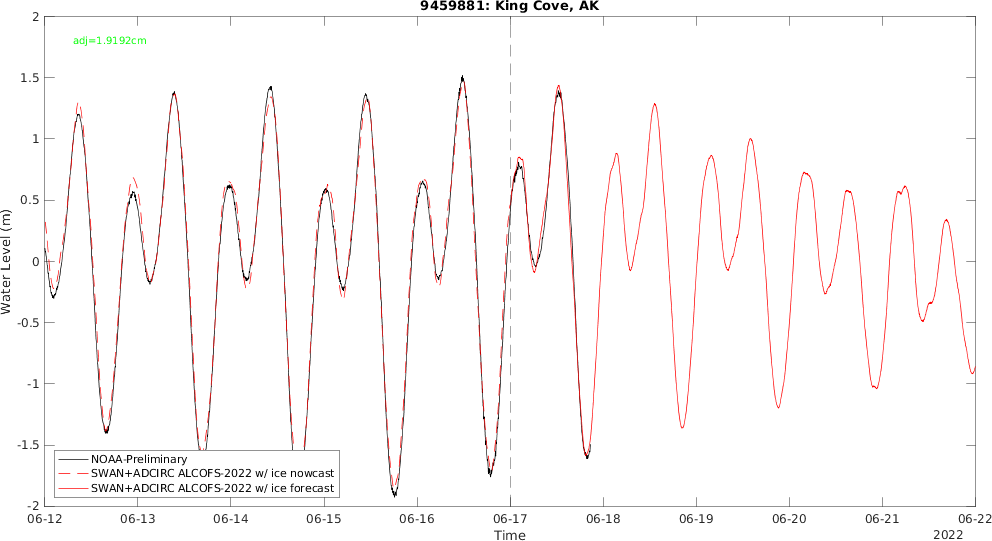 9459881: King Cove, AK
adj=1.9192cm
2
1.5
1
0.5
0
-0.5
-1
-1.5
-2
Water Level (m)
NOAA-Preliminary
SWAN+ADCIRC ALCOFS-2022 w/ ice nowcast
SWAN+ADCIRC ALCOFS-2022 w/ ice forecast
06-12 06-13 06-14 06-15 06-16 06-17 06-18 06-19 06-20 06-21 06-22
Time
2022